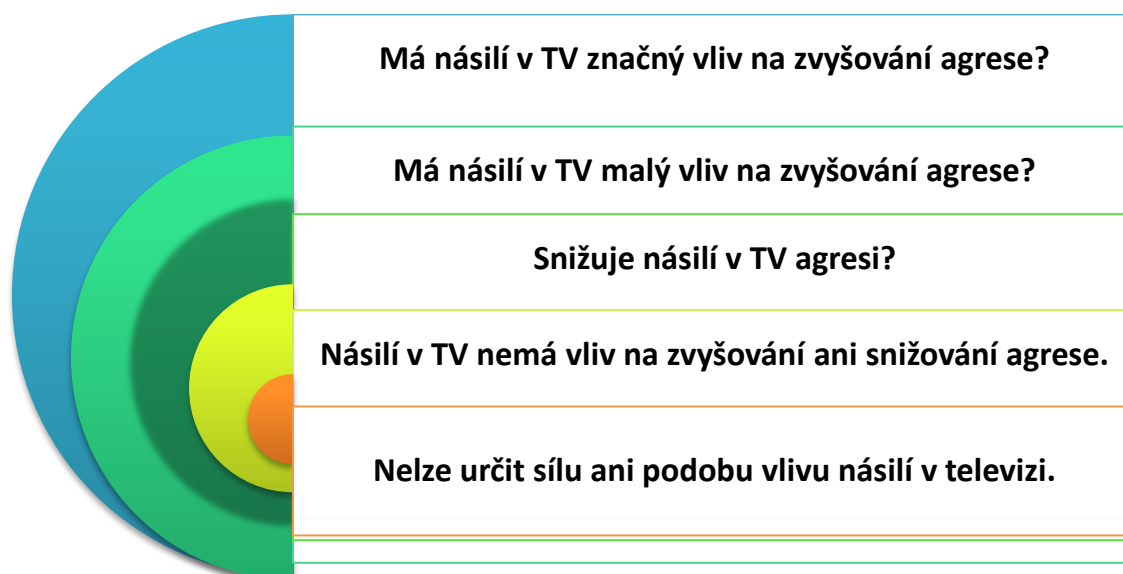 Má násilí v TV značný vliv na zvyšování agrese?
Má násilí v TV malý vliv na zvyšování agrese?
Snižuje násilí v TV agresi?
Násilí v TV nemá vliv na zvyšování ani snižování agrese.
Nelze určit sílu ani podobu vlivu násilí v televizi.